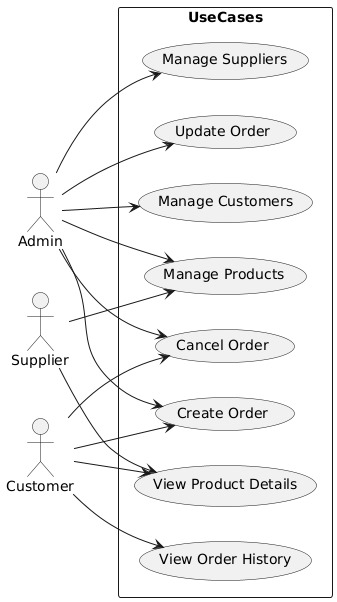 UseCases
Manage Suppliers
Update Order
Manage Customers
Admin
Manage Products
Supplier
Cancel Order
Create Order
Customer
View Product Details
View Order History